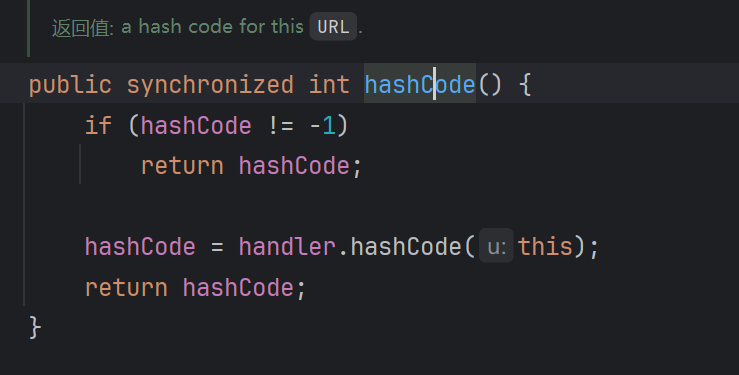 返回值: a hash code for this URL.
public synchronized int hashCode() {
    if (hashCode != -1)
        return hashCode;
    hashCode = handler.hashCode( u: this);
    return hashCode;
}